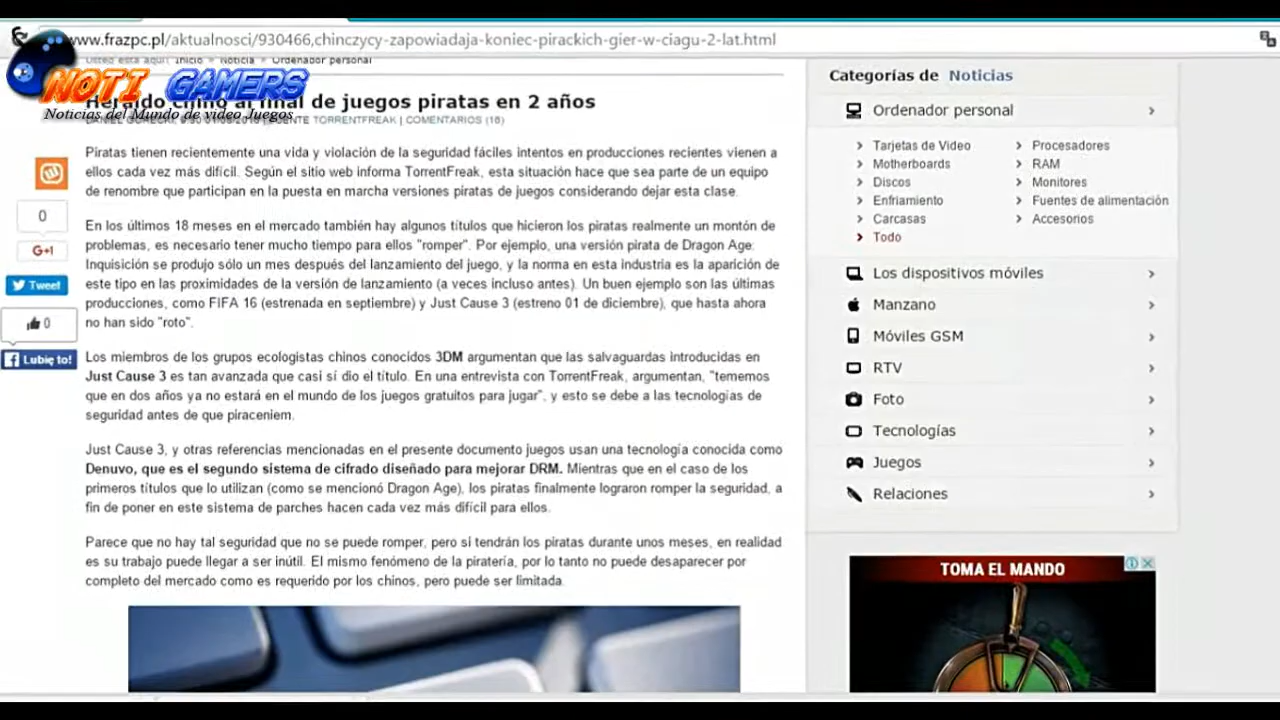 www.frazpc.pl/aktualnosci/930466,chinczycy-zapowiadaja-koniec-pirackich-gier-w-ciagu-2-lat.html
NOTI GAMERS
Noticias del Mundo de video Juegos
Usted está aquí: Inicio > Noticia > Ordenador personal
Heraldo chino al final de juegos piratas en 2 años
TORRENTFREAK | COMENTARIOS (16)
0
G+1
Tweet
0
Lubię to!
Piratas tienen recientemente una vida y violación de la seguridad fáciles intentos en producciones recientes vienen a
ellos cada vez más difícil. Según el sitio web informa TorrentFreak, esta situación hace que sea parte de un equipo
de renombre que participan en la puesta en marcha versiones piratas de juegos considerando dejar esta clase.
En los últimos 18 meses en el mercado también hay algunos títulos que hicieron los piratas realmente un montón de
problemas, es necesario tener mucho tiempo para ellos "romper". Por ejemplo, una versión pirata de Dragon Age:
Inquisición se produjo sólo un mes después del lanzamiento del juego, y la norma en esta industria es la aparición de
este tipo en las proximidades de la versión de lanzamiento (a veces incluso antes). Un buen ejemplo son las últimas
producciones, como FIFA 16 (estrenada en septiembre) y Just Cause 3 (estreno 01 de diciembre), que hasta ahora
no han sido "roto".
Los miembros de los grupos ecologistas chinos conocidos 3DM argumentan que las salvaguardas introducidas en
Just Cause 3 es tan avanzada que casi sí dio el título. En una entrevista con TorrentFreak, argumentan, "tememos
que en dos años ya no estará en el mundo de los juegos gratuitos para jugar", y esto se debe a las tecnologías de
seguridad antes de que piraceniem.
Just Cause 3, y otras referencias mencionadas en el presente documento juegos usan una tecnología conocida como
Denuvo, que es el segundo sistema de cifrado diseñado para mejorar DRM. Mientras que en el caso de los
primeros títulos que lo utilizan (como se mencionó Dragon Age), los piratas finalmente lograron romper la seguridad, a
fin de poner en este sistema de parches hacen cada vez más difícil para ellos.
Parece que no hay tal seguridad que no se puede romper, pero si tendrán los piratas durante unos meses, en realidad
es su trabajo puede llegar a ser inútil. El mismo fenómeno de la piratería, por lo tanto no puede desaparecer por
completo del mercado como es requerido por los chinos, pero puede ser limitada.
Categorías de Noticias
Ordenador personal
Tarjetas de Video
Procesadores
Motherboards
RAM
Discos
Monitores
Enfriamiento
Fuentes de alimentación
Carcasas
Accesorios
Todo
Los dispositivos móviles
Manzano
Móviles GSM
RTV
Foto
Tecnologías
Juegos
Relaciones
TOMA EL MANDO